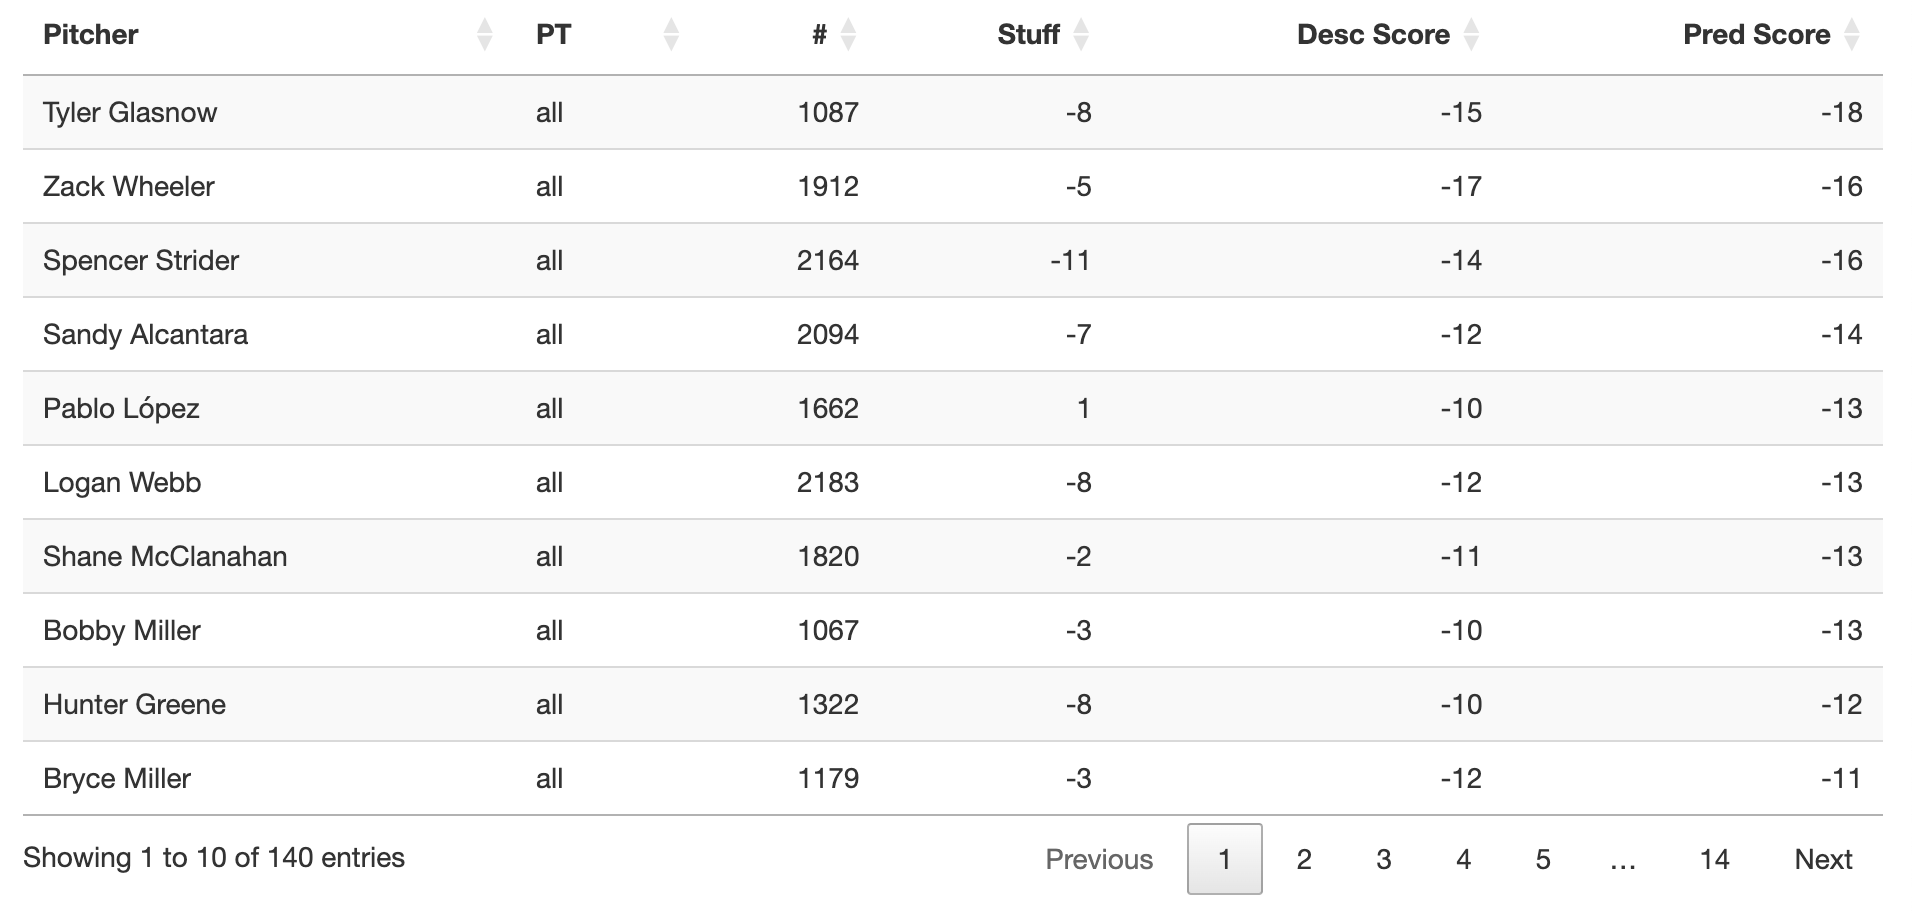 Pitcher PT # Stuff Desc Score Pred Score
Tyler Glasnow all 1087 -8 -15 -18
Zack Wheeler all 1912 -5 -17 -16
Spencer Strider all 2164 -11 -14 -16
Sandy Alcantara all 2094 -7 -12 -14
Pablo López all 1662 1 -10 -13
Logan Webb all 2183 -8 -12 -13
Shane McClanahan all 1820 -2 -11 -13
Bobby Miller all 1067 -3 -10 -13
Hunter Greene all 1322 -8 -10 -12
Bryce Miller all 1179 -3 -12 -11
Showing 1 to 10 of 140 entries Previous 1 2 3 4 5 … 14 Next